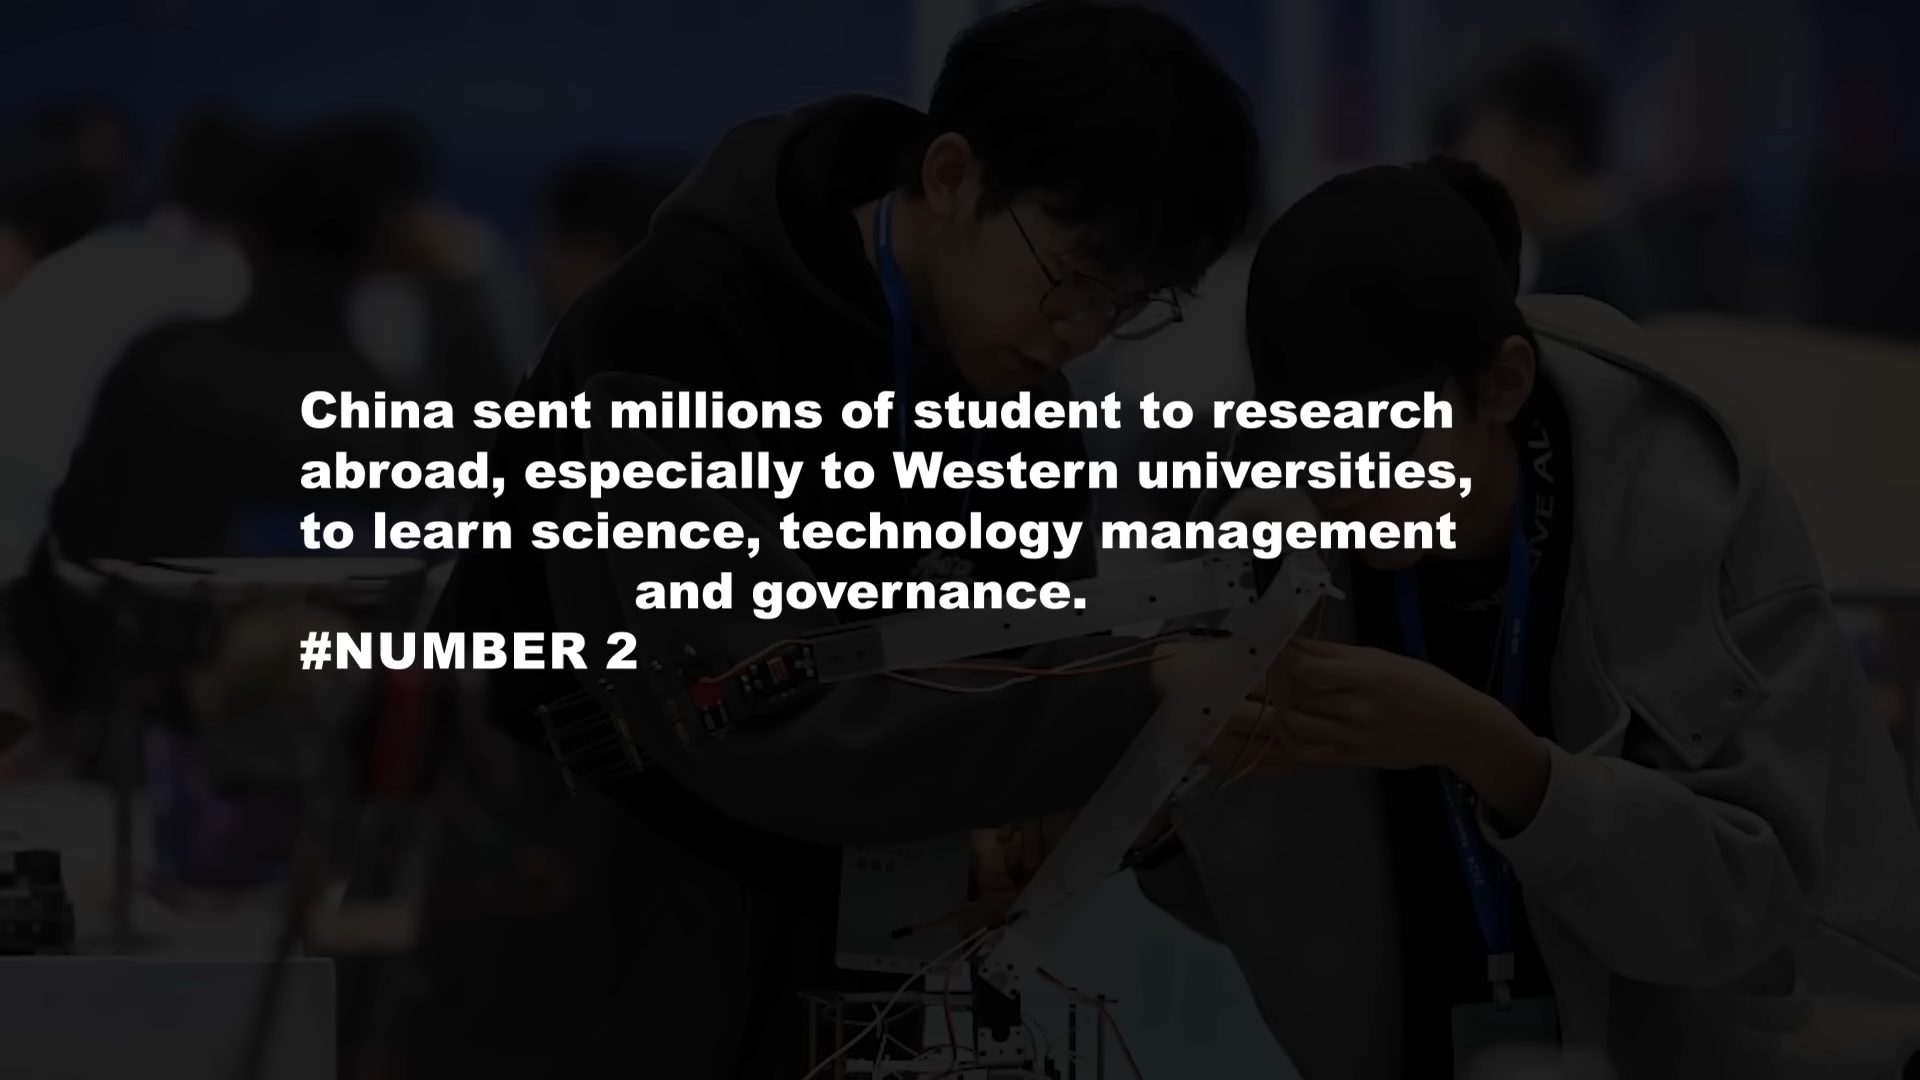 China sent millions of student to research
abroad, especially to Western universities,
to learn science, technology management
and governance.
#NUMBER 2